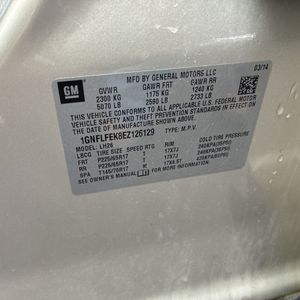 03/14
MFD BY GENERAL MOTORS LLC
GM
GVWR GAWR FRT GAWR RR
2300 KG 1175 KG 1240 KG
5070 LB 2590 LB 2733 LB
THIS VEHICLE CONFORMS TO ALL APPLICABLE
U.S. FEDERAL MOTOR VEHICLE
SAFETY AND THEFT PREVENTION
STANDARDS IN EFFECT ON THE DATE OF
MANUFACTURE SHOWN ABOVE.
1GNFLFEK8EZ126129
TYPE: M.P.V.
MODEL: LH26
LBCG TIRE SIZE SPEED RTG RIM COLD TIRE PRESSURE
FRT P225/65R17 T 17X7J 240KPA(35PSI)
RR P225/65R17 T 17X7J 240KPA(35PSI)
SPA T145/70R17 M 17X4.5T 420KPA(60PSI)
SEE OWNER'S MANUAL FOR ADDITIONAL INFORMATION.